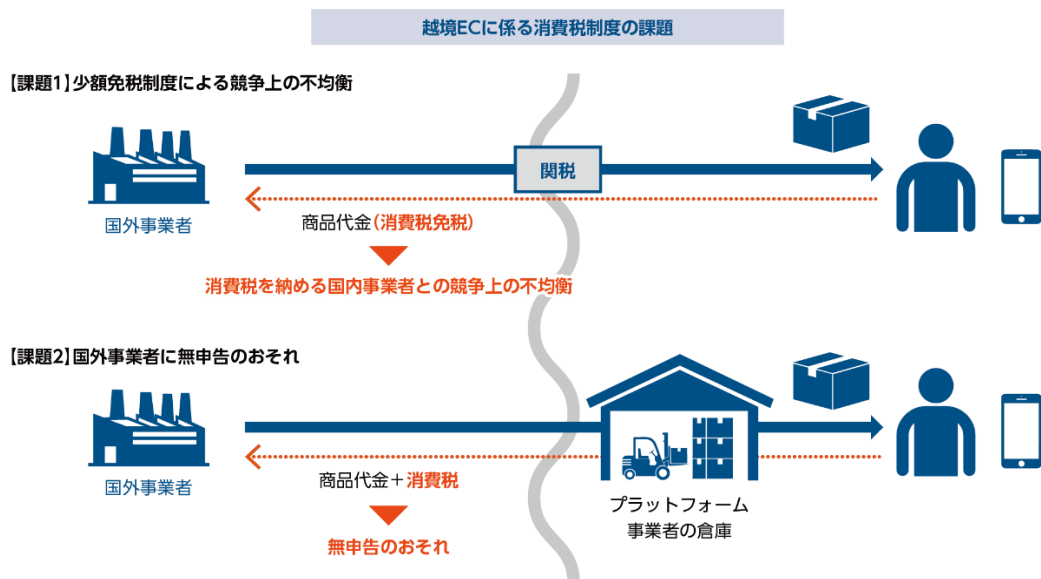 越境ECに係る消費税制度の課題
【課題1】少額免税制度による競争上の不均衡
関税
国外事業者
商品代金(消費税免税)
消費税を納める国内事業者との競争上の不均衡
【課題2】国外事業者に無申告のおそれ
国外事業者
商品代金＋消費税
無申告のおそれ
プラットフォーム
事業者の倉庫